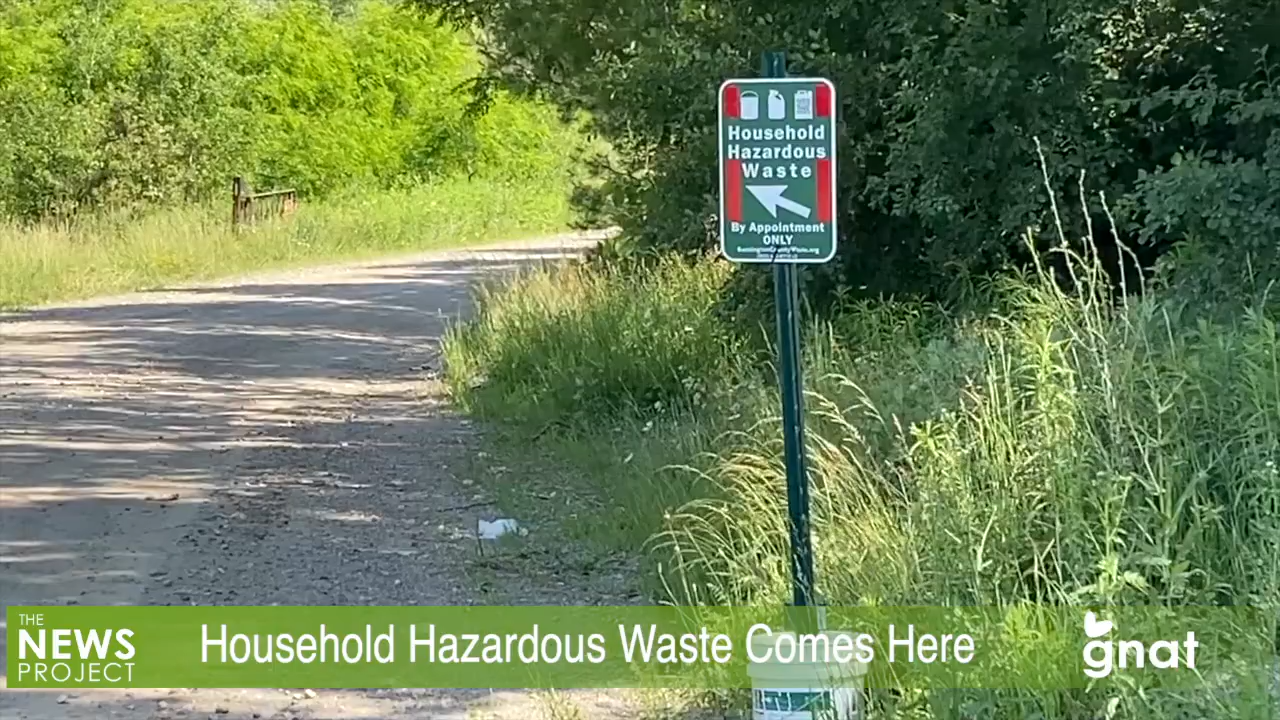 Household
Hazardous
Waste
By Appointment
ONLY
THE
NEWS
PROJECT
Household Hazardous Waste Comes Here
gnat